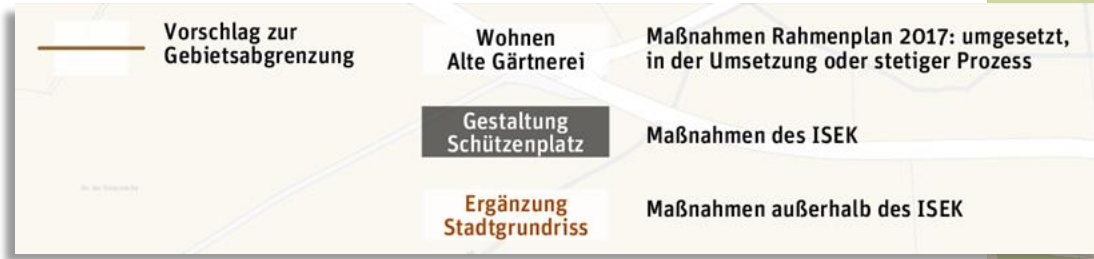 Vorschlag zur
Gebietsabgrenzung
Wohnen
Alte Gärtnerei
Maßnahmen Rahmenplan 2017: umgesetzt,
in der Umsetzung oder stetiger Prozess
Gestaltung
Schützenplatz
Maßnahmen des ISEK
Ergänzung
Stadtgrundriss
Maßnahmen außerhalb des ISEK